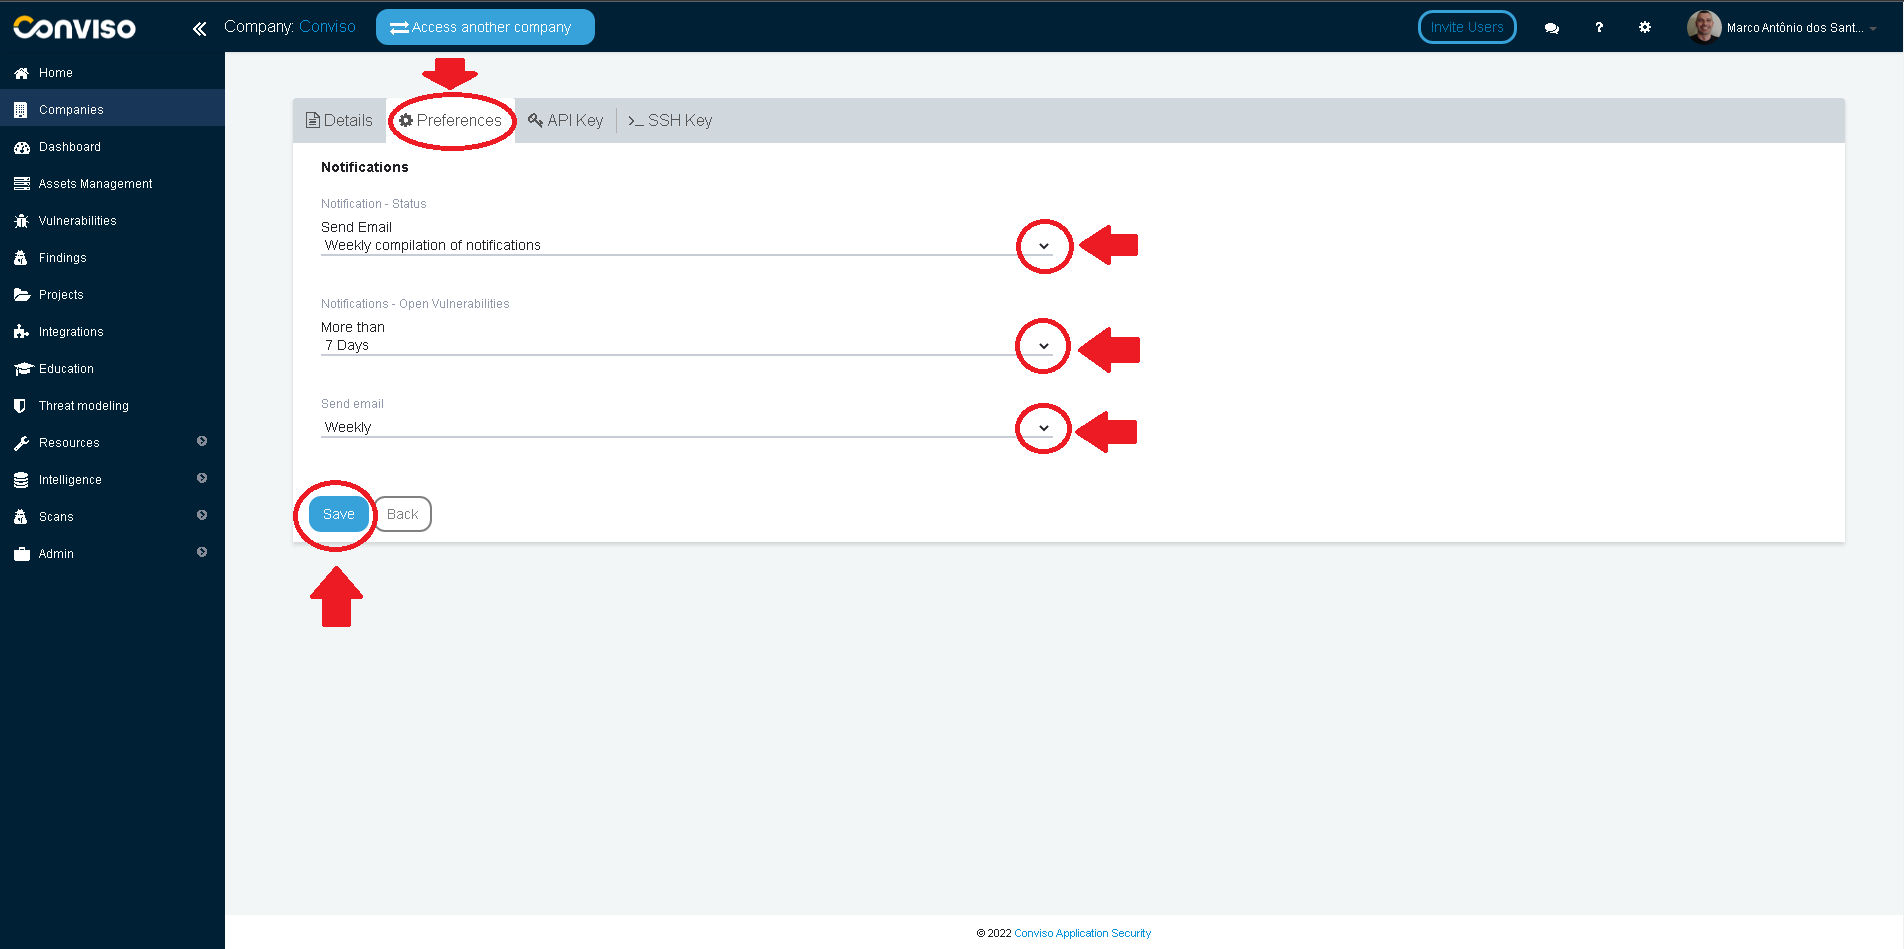 Conviso
Company: Conviso
Access another company
Invite Users
?
Marco Antônio dos Sant...
Home
Companies
Dashboard
Assets Management
Vulnerabilities
Findings
Projects
Integrations
Education
Threat modeling
Resources
Intelligence
Scans
Admin
Details
Preferences
API Key
>_ SSH Key
Notifications
Notification - Status
Send Email
Weekly compilation of notifications
Notifications - Open Vulnerabilities
More than
7 Days
Send email
Weekly
Save
Back
© 2022 Conviso Application Security